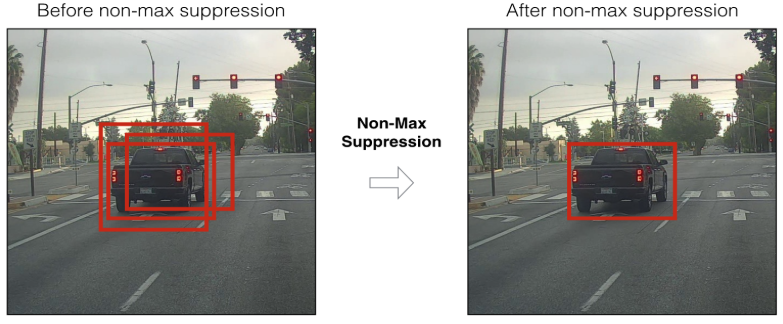 Before non-max suppression
After non-max suppression
Non-Max
Suppression